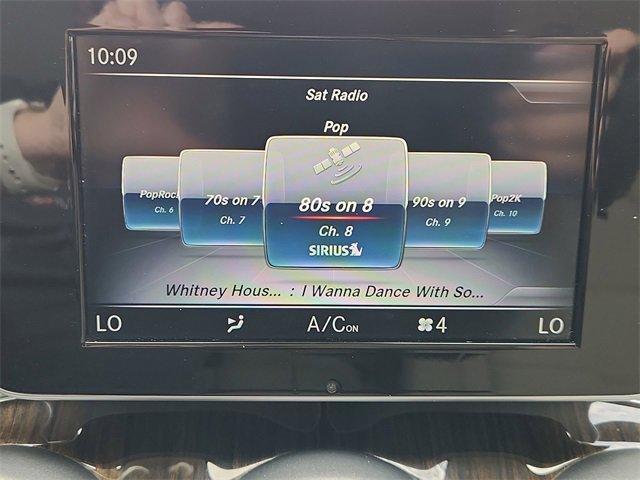 10:09
Sat Radio
Pop
PopRock
Ch. 6
70s on 7
Ch. 7
80s on 8
Ch. 8
SIRIUS
90s on 9
Ch. 9
Pop2K
Ch. 10
Whitney Hous... : I Wanna Dance With So...
LO A/C ON 4 LO